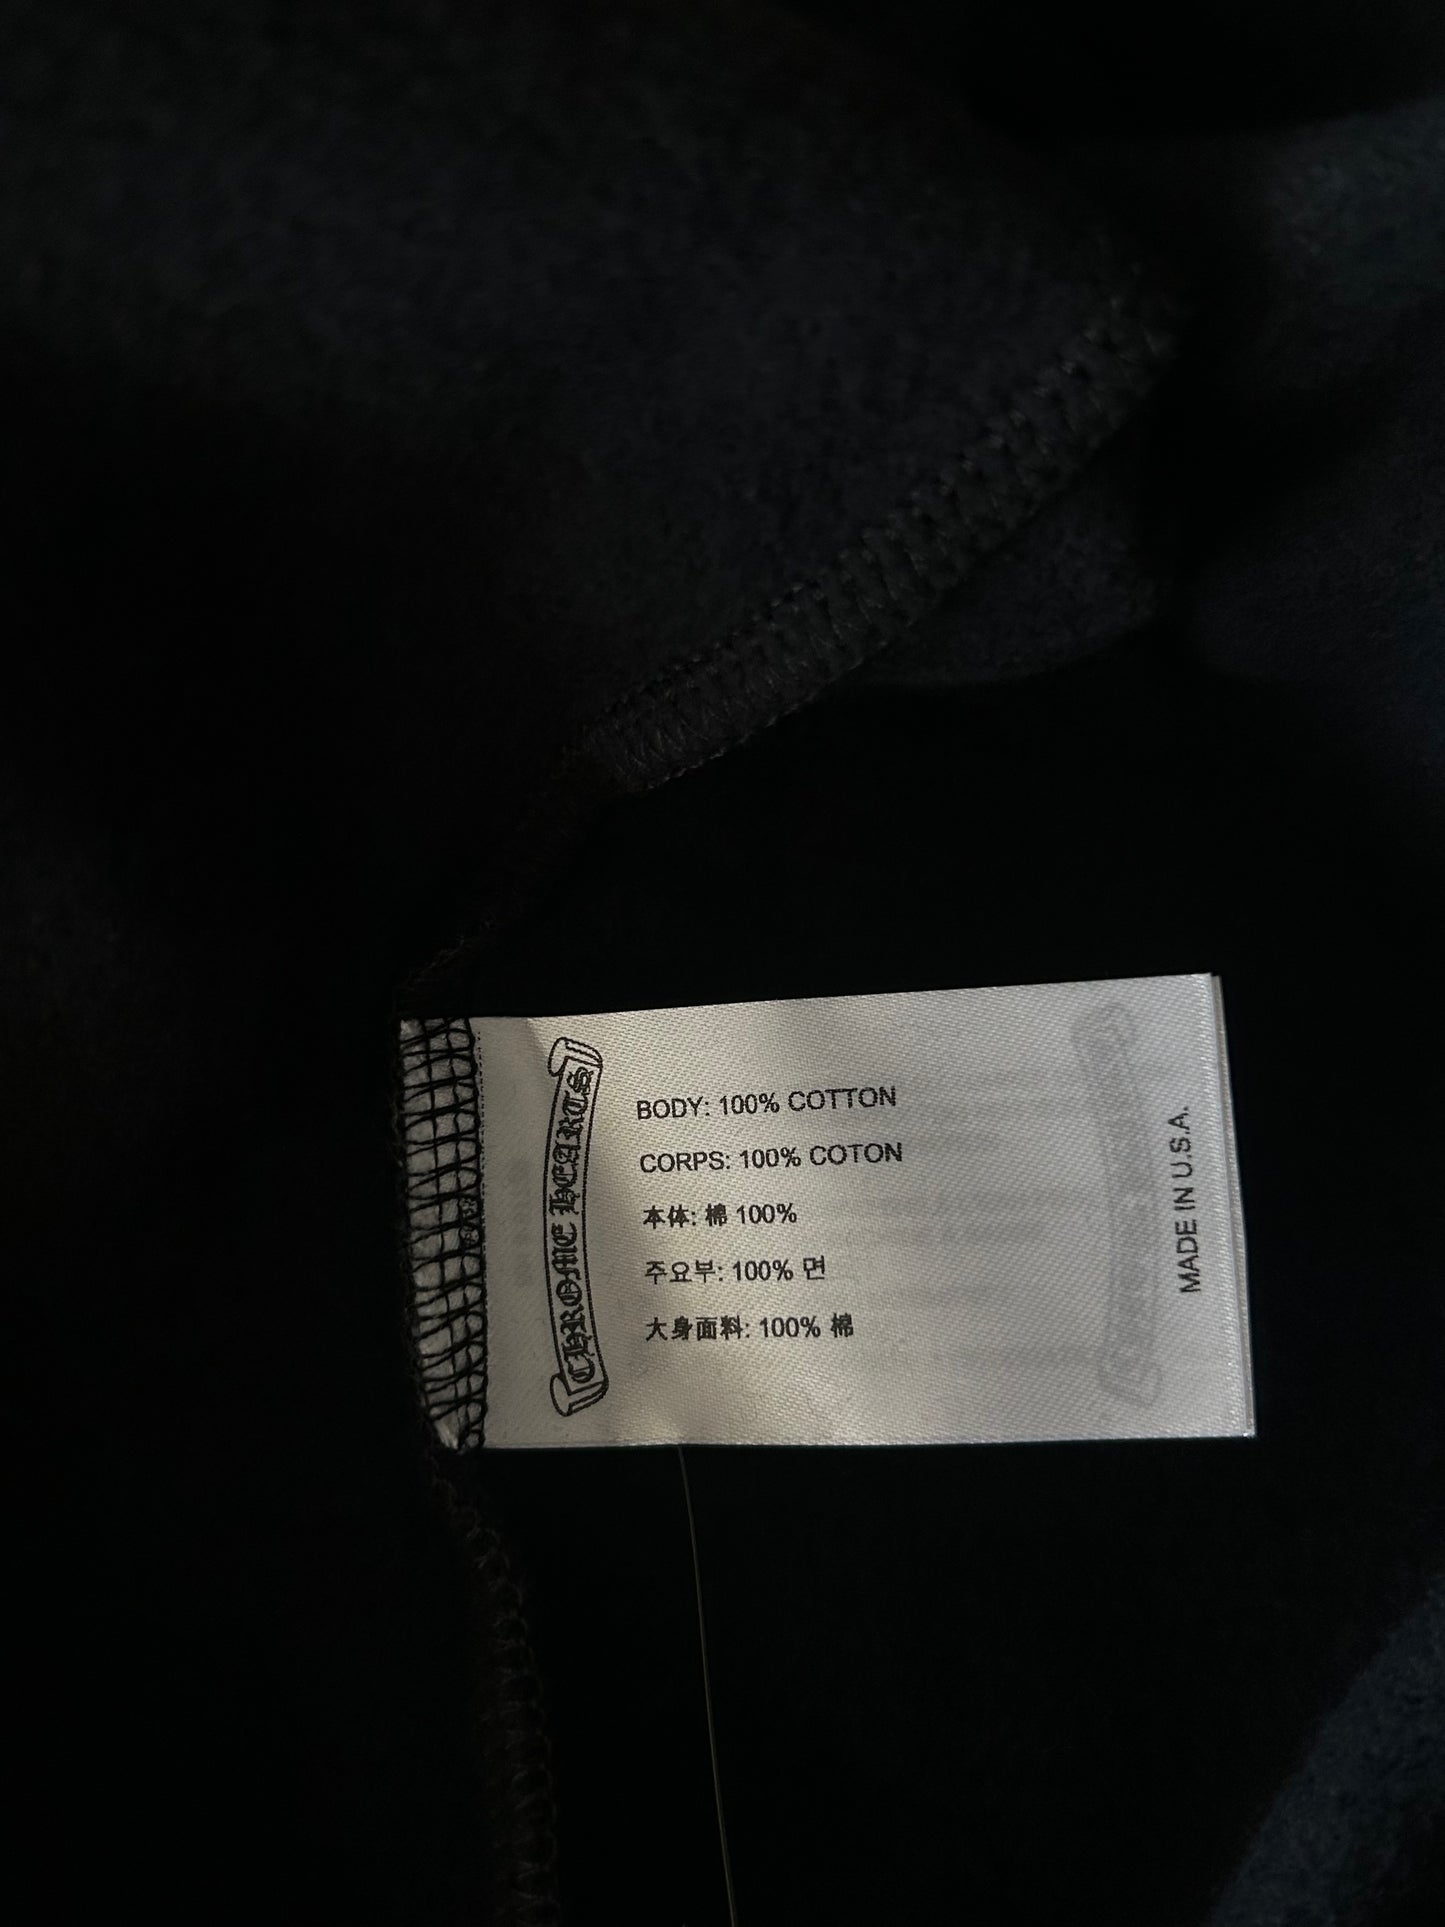 CHROME HEARTS
BODY: 100% COTTON
CORPS: 100% COTON
本体: 棉 100%
주요부: 100% 면
大身面料: 100% 棉
MADE IN U.S.A.